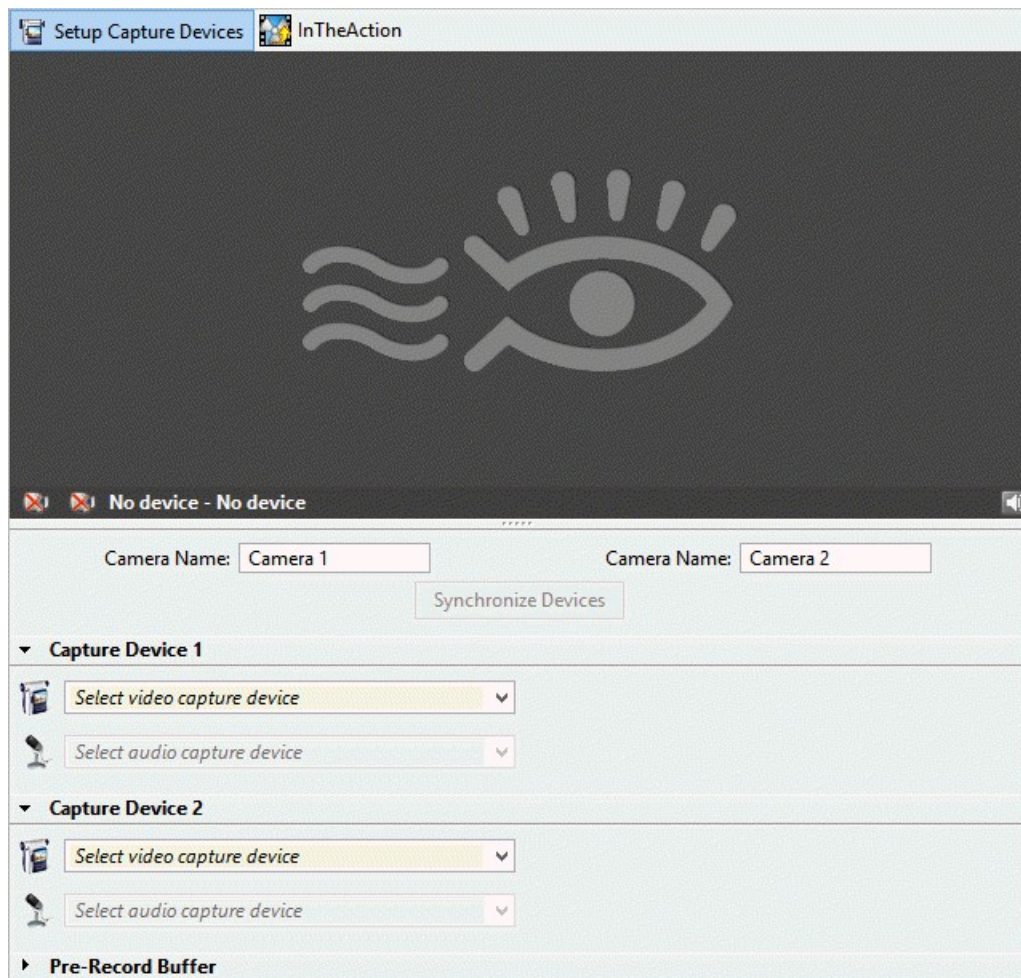 Setup Capture Devices InTheAction
No device - No device
Camera Name: Camera 1 Camera Name: Camera 2
Synchronize Devices
Capture Device 1
Select video capture device
Select audio capture device
Capture Device 2
Select video capture device
Select audio capture device
Pre-Record Buffer